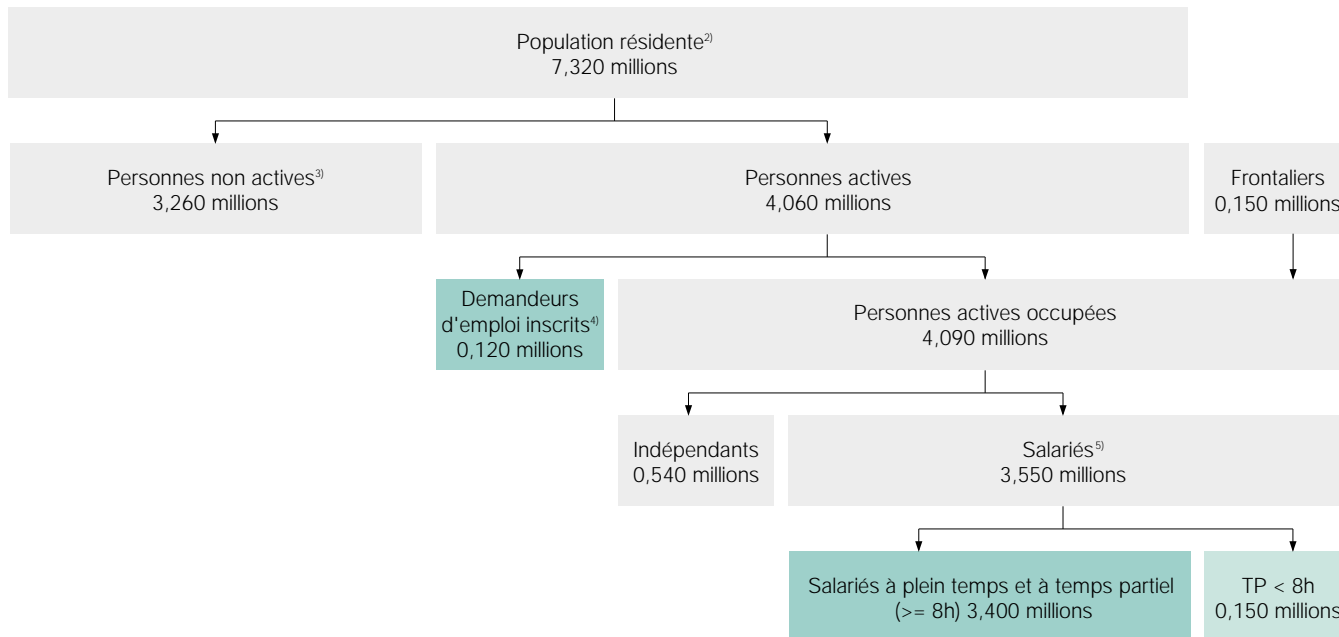 Population résidente2)
7,320 millions
Personnes non actives3)
3,260 millions
Personnes actives
4,060 millions
Frontaliers
0,150 millions
Demandeurs
d'emploi inscrits4)
0,120 millions
Personnes actives occupées
4,090 millions
Indépendants
0,540 millions
Salariés5)
3,550 millions
Salariés à plein temps et à temps partiel
(>= 8h) 3,400 millions
TP < 8h
0,150 millions